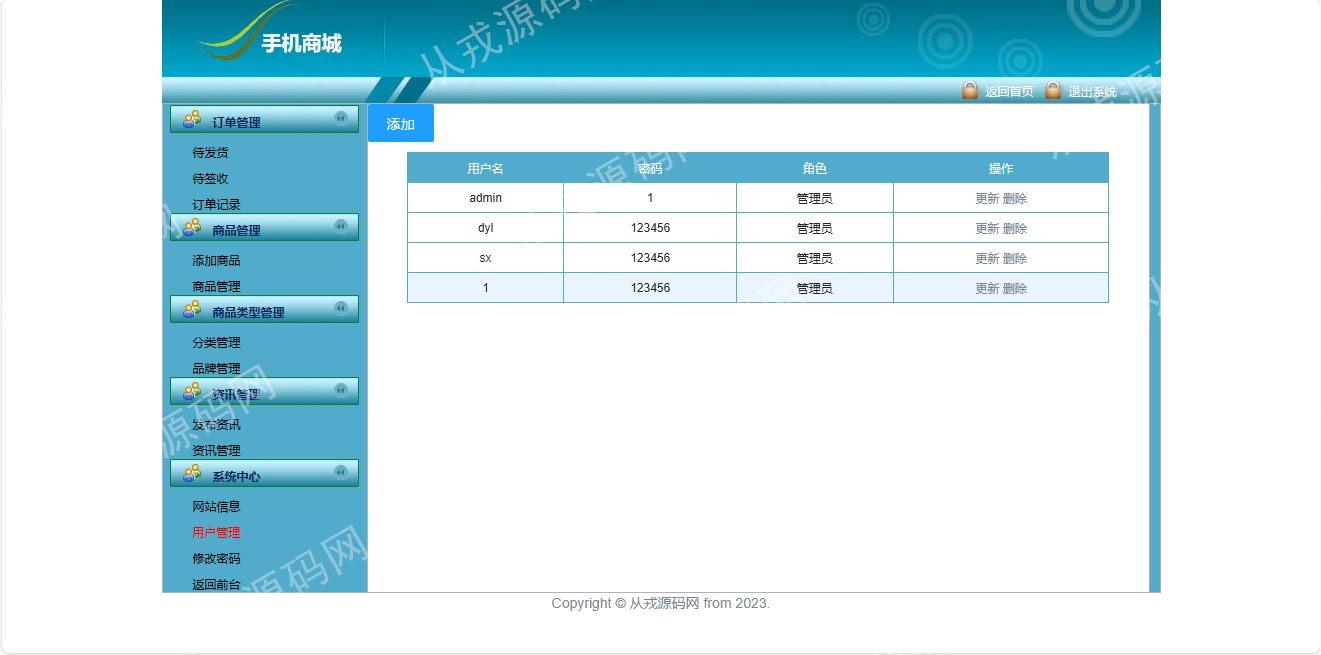 手机商城
从戎源码网
返回首页 退出系统
订单管理
待发货
待签收
订单记录
商品管理
添加商品
商品管理
商品类型管理
分类管理
品牌管理
资讯管理
发布资讯
资讯管理
系统中心
网站信息
用户管理
修改密码
返回前台
添加
用户名 密码 角色 操作
admin 1 管理员 更新 删除
dyl 123456 管理员 更新 删除
sx 123456 管理员 更新 删除
1 123456 管理员 更新 删除
源码网
源码网
Copyright © 从戎源码网 from 2023.